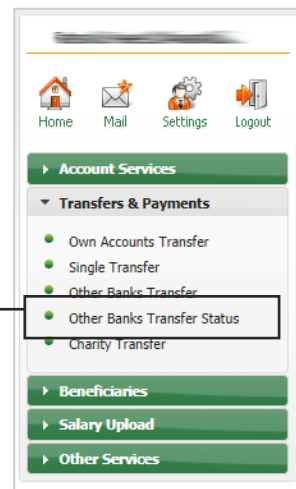 Home Mail Settings Logout
Account Services
Transfers & Payments
Own Accounts Transfer
Single Transfer
Other Banks Transfer
Other Banks Transfer Status
Charity Transfer
Beneficiaries
Salary Upload
Other Services